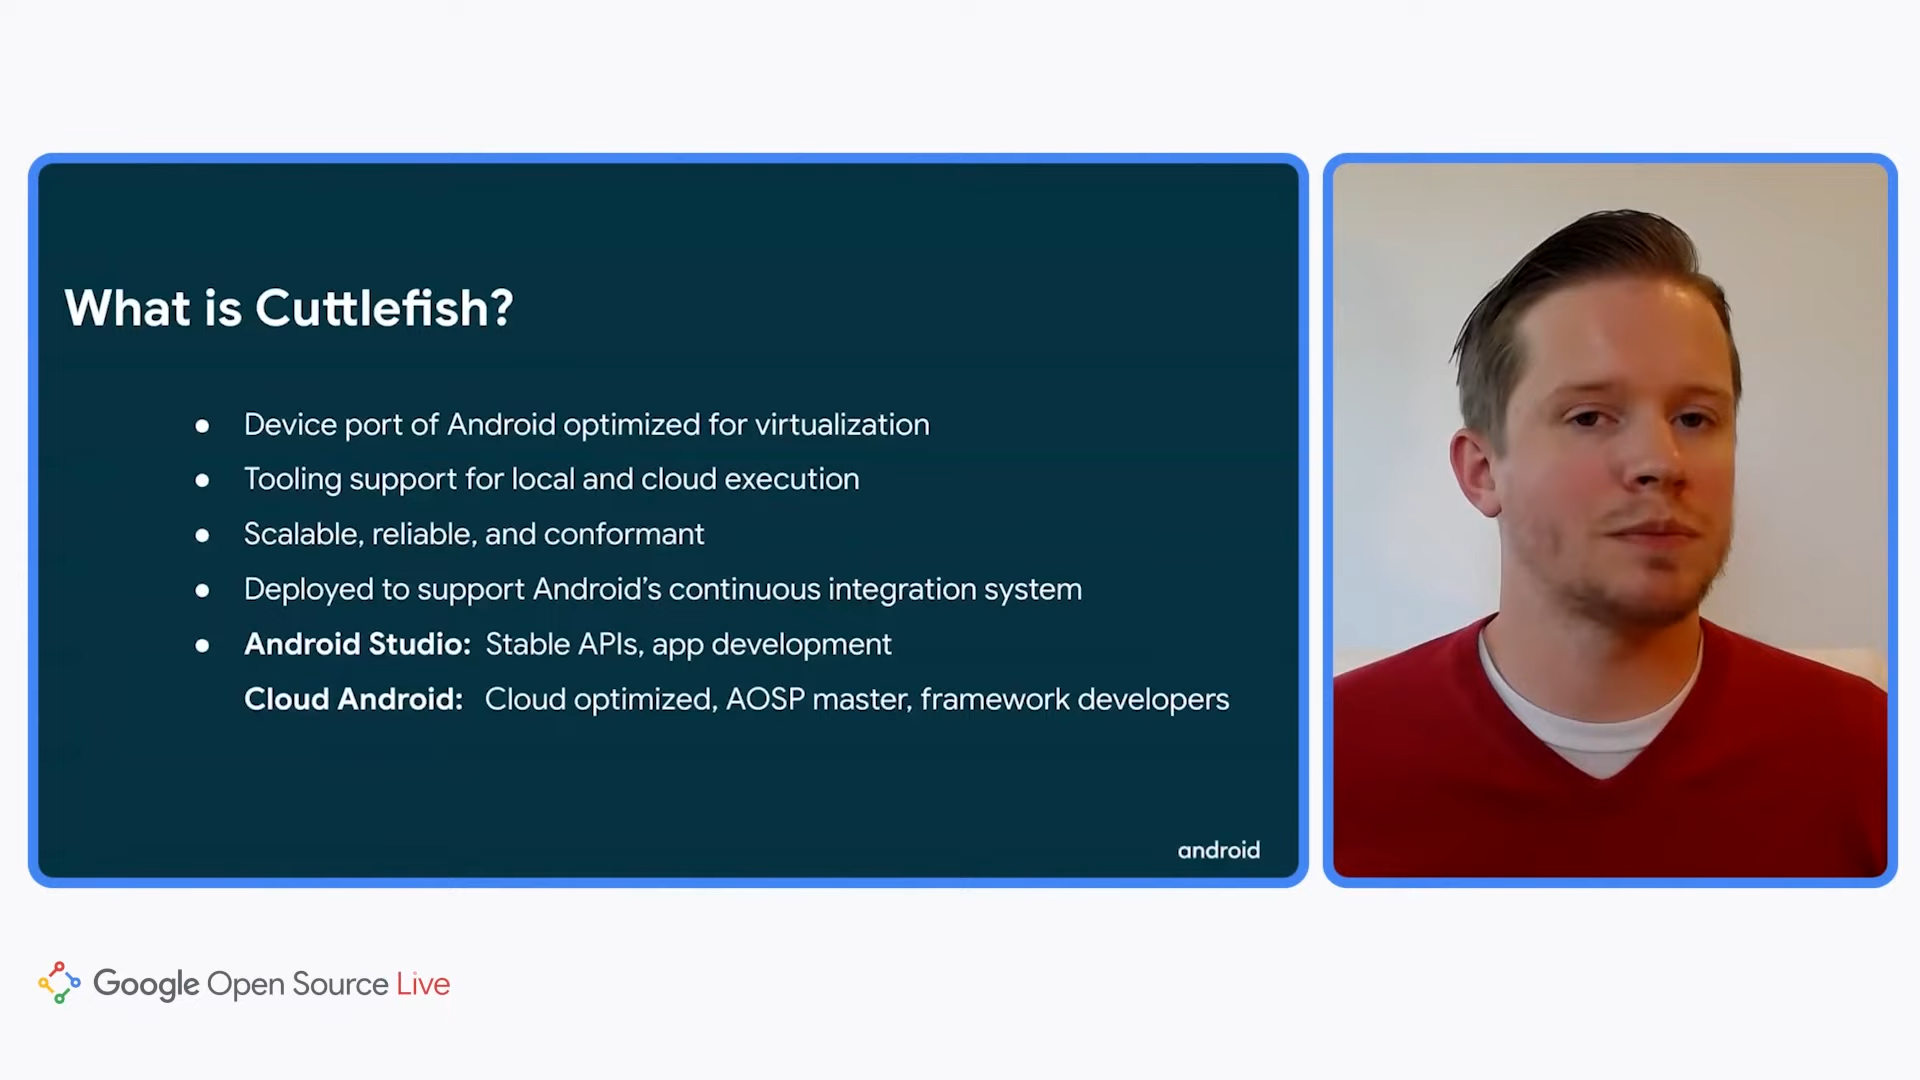 What is Cuttlefish?
● Device port of Android optimized for virtualization
● Tooling support for local and cloud execution
● Scalable, reliable, and conformant
● Deployed to support Android’s continuous integration system
● Android Studio: Stable APIs, app development
Cloud Android: Cloud optimized, AOSP master, framework developers
android
Google Open Source Live